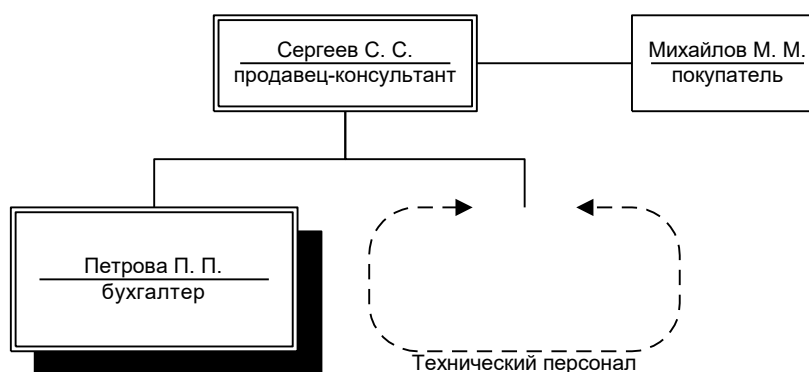 Сергеев С. С.
продавец-консультант
Михайлов М. М.
покупатель
Петрова П. П.
бухгалтер
Технический персонал